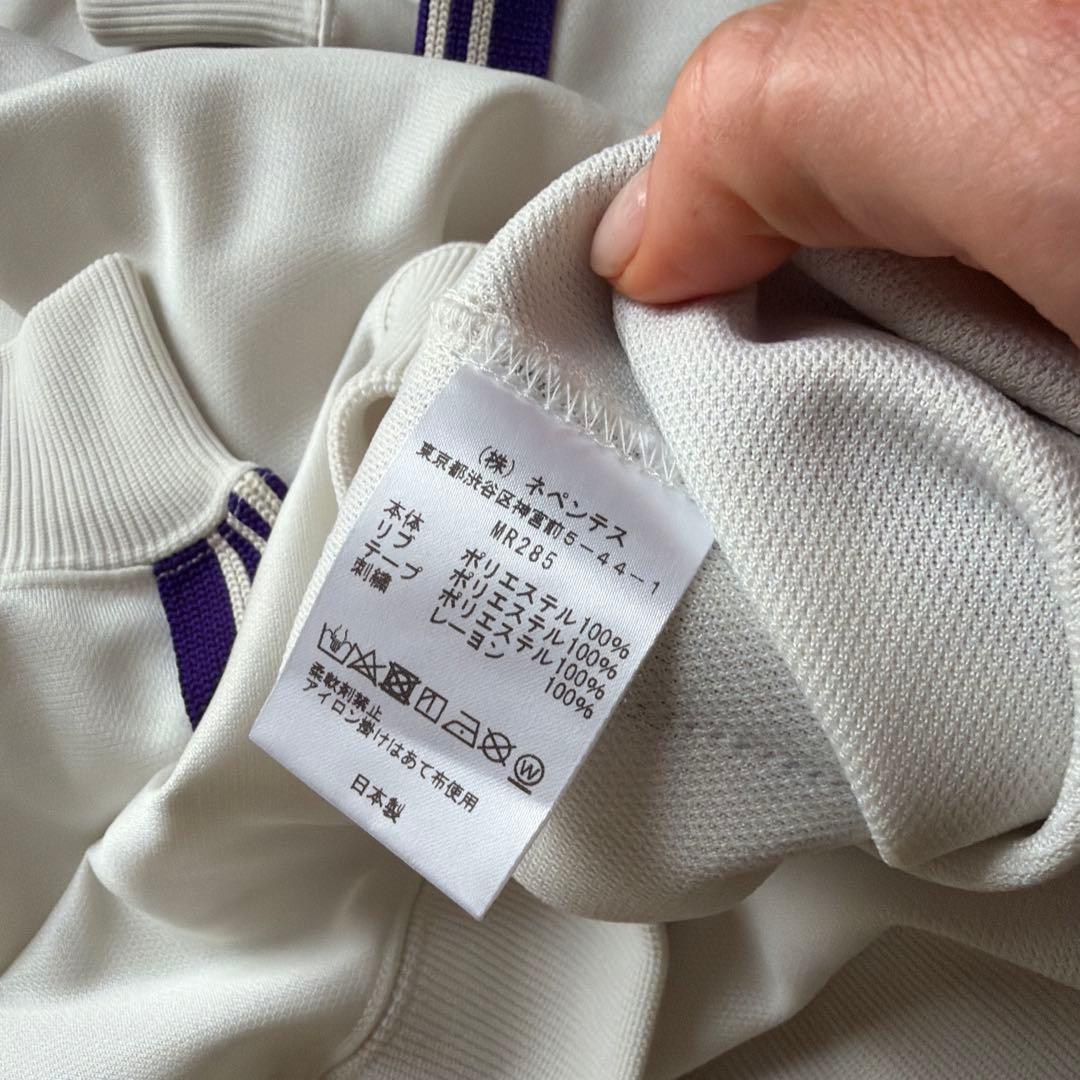 (株) ネペンテス
東京都渋谷区神宮前5-44-1
MR285
本体 ポリエステル100%
リブ ポリエステル100%
テープ ポリエステル100%
刺繍 レーヨン 100%
W
柔軟剤禁止
アイロン掛けはあて布使用
日本製